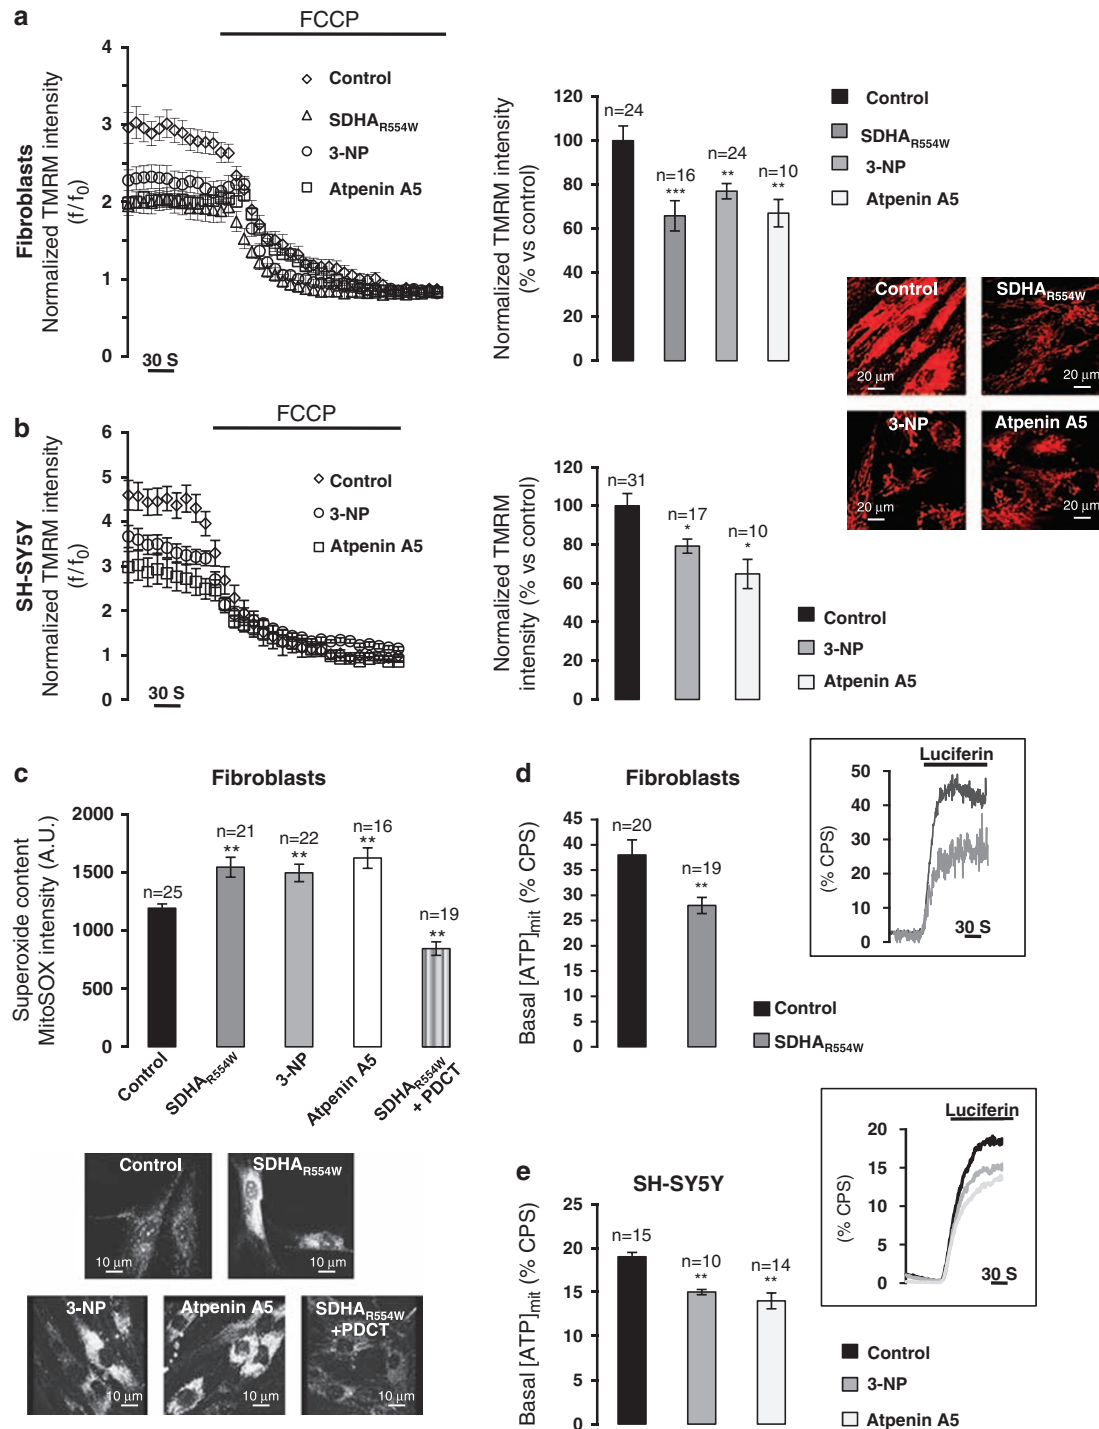 a
FCCP
Fibroblasts
Normalized TMRM intensity
(f/f0)
4
3
2
1
0
Control
SDHAR554W
3-NP
Atpenin A5
30 S
Normalized TMRM intensity
(% vs control)
120
100
80
60
40
20
0
n=24
n=16
***
n=24
**
n=10
**
Control
SDHAR554W
3-NP
Atpenin A5
Control
20 µm
SDHAR554W
20 µm
3-NP
20 µm
Atpenin A5
20 µm
b
FCCP
SH-SY5Y
Normalized TMRM intensity
(f/f0)
6
5
4
3
2
1
0
Control
3-NP
Atpenin A5
30 S
Normalized TMRM
intensity (% vs control)
120
100
80
60
40
20
0
n=31
n=17
*
n=10
*
Control
3-NP
Atpenin A5
c
Fibroblasts
Superoxide content
MitoSOX intensity (A.U.)
2000
1500
1000
500
0
n=25
n=21
**
n=22
**
n=16
**
n=19
**
Control
SDHAR554W
3-NP
Atpenin A5
SDHAR554W
+ PDCT
Control
10 µm
SDHAR554W
10 µm
3-NP
10 µm
Atpenin A5
10 µm
SDHAR554W
+PDCT
10 µm
d
Fibroblasts
Basal [ATP]mit (% CPS)
45
40
35
30
25
20
15
10
5
0
n=20
n=19
**
Control
SDHAR554W
Luciferin
(% CPS)
50
40
30
20
10
0
30 S
e
SH-SY5Y
Basal [ATP]mit (% CPS)
25
20
15
10
5
0
n=15
n=10
**
n=14
**
Luciferin
(% CPS)
20
15
10
5
0
30 S
Control
3-NP
Atpenin A5